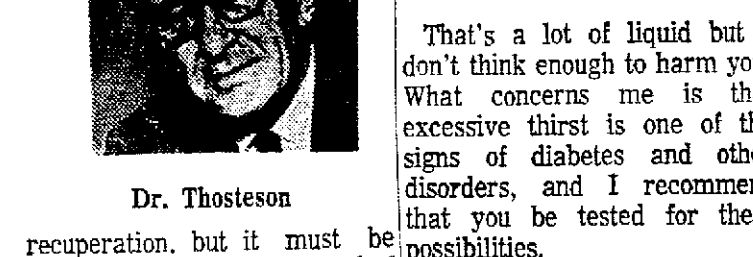 Dr. Thosteson
recuperation. but it must be
That's a lot of liquid but
don't think enough to harm yo
What concerns me is th
excessive thirst is one of th
signs of diabetes and oth
disorders, and I recommen
that you be tested for the
possibilities.